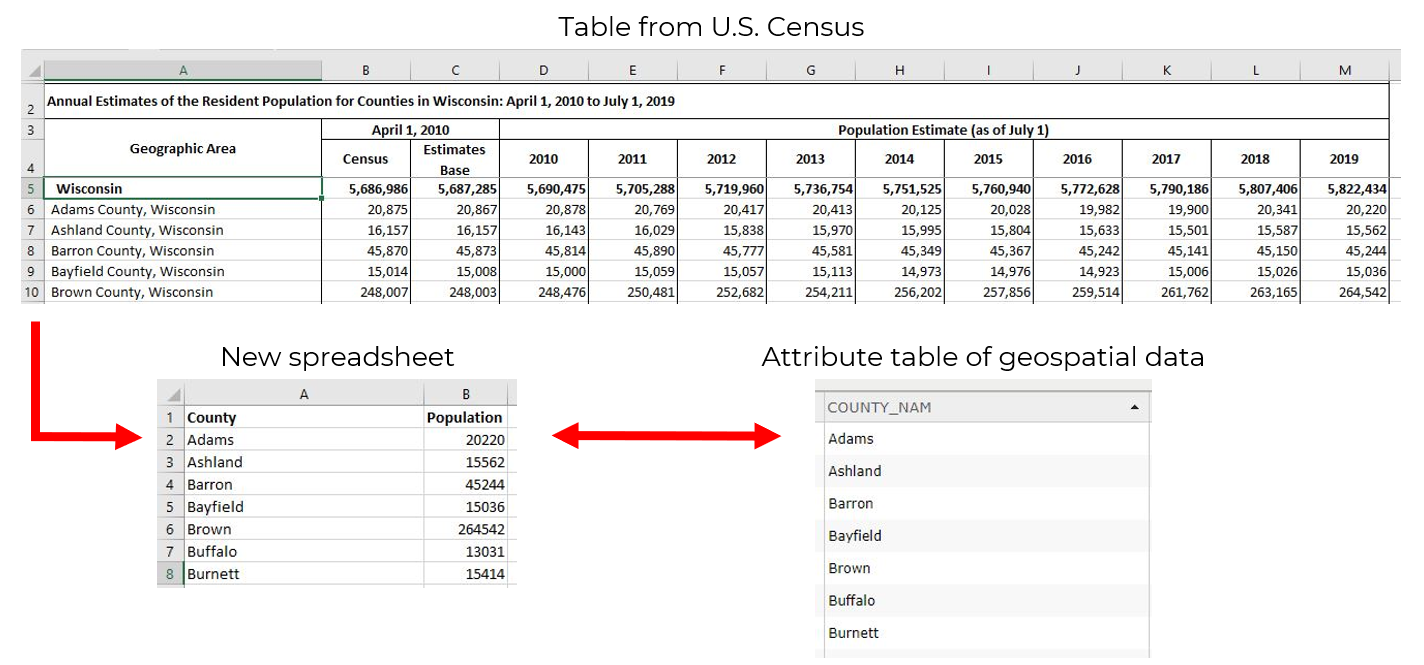 Table from U.S. Census
A B C D E F G H I J K L M
2 Annual Estimates of the Resident Population for Counties in Wisconsin: April 1, 2010 to July 1, 2019
3 April 1, 2010 Population Estimate (as of July 1)
4 Geographic Area Census Estimates Base 2010 2011 2012 2013 2014 2015 2016 2017 2018 2019
5 Wisconsin 5,686,986 5,687,285 5,690,475 5,705,288 5,719,960 5,736,754 5,751,525 5,760,940 5,772,628 5,790,186 5,807,406 5,822,434
6 Adams County, Wisconsin 20,875 20,867 20,878 20,769 20,417 20,413 20,125 20,028 19,982 19,900 20,341 20,220
7 Ashland County, Wisconsin 16,157 16,157 16,143 16,029 15,838 15,970 15,995 15,804 15,633 15,501 15,587 15,562
8 Barron County, Wisconsin 45,870 45,873 45,814 45,890 45,777 45,581 45,349 45,367 45,242 45,141 45,150 45,244
9 Bayfield County, Wisconsin 15,014 15,008 15,000 15,059 15,057 15,113 14,973 14,976 14,923 15,006 15,026 15,036
10 Brown County, Wisconsin 248,007 248,003 248,476 250,481 252,682 254,211 256,202 257,856 259,514 261,762 263,165 264,542
New spreadsheet
A B
1 County Population
2 Adams 20220
3 Ashland 15562
4 Barron 45244
5 Bayfield 15036
6 Brown 264542
7 Buffalo 13031
8 Burnett 15414
Attribute table of geospatial data
COUNTY_NAM
Adams
Ashland
Barron
Bayfield
Brown
Buffalo
Burnett